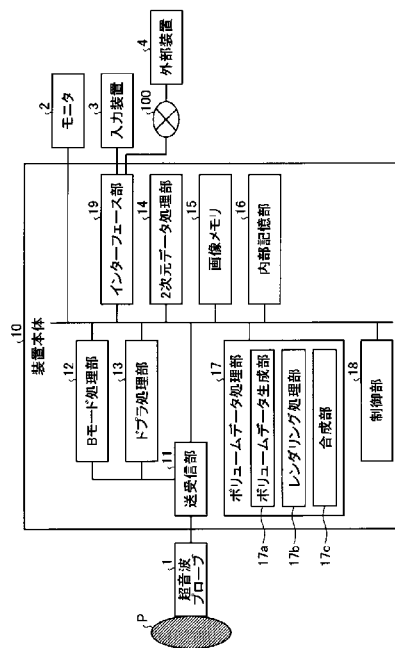 10
装置本体
P
1
超音波
プローブ
11
送受信部
12
Bモード処理部
13
ドプラ処理部
17
ボリュームデータ処理部
17a
ボリュームデータ生成部
17b
レンダリング処理部
17c
合成部
18
制御部
19
インターフェース部
14
2次元データ処理部
15
画像メモリ
16
内部記憶部
2
モニタ
3
入力装置
100
4
外部装置